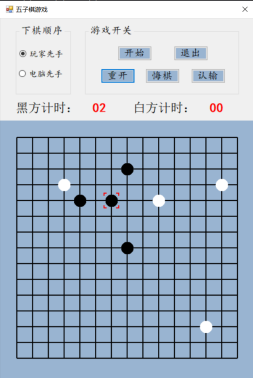 五子棋游戏
下棋顺序
游戏开关
玩家先手
电脑先手
开始
退出
重开
悔棋
认输
黑方计时： 02
白方计时： 00